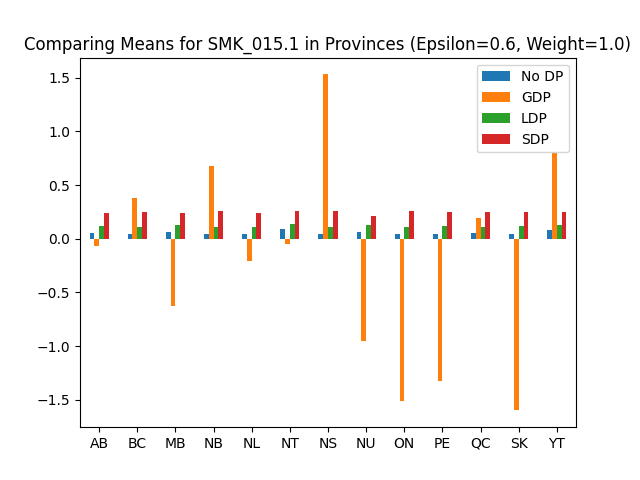 Comparing Means for SMK_015.1 in Provinces (Epsilon=0.6, Weight=1.0)
No DP
GDP
LDP
SDP
1.5
1.0
0.5
0.0
−0.5
−1.0
−1.5
AB BC MB NB NL NT NS NU ON PE QC SK YT